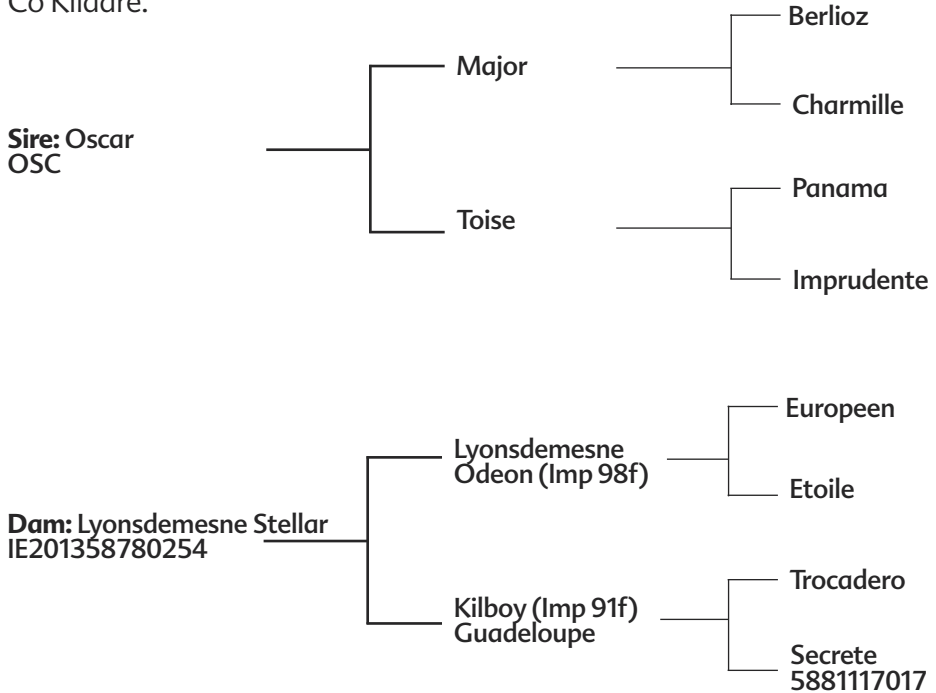 Co Kildare.
Berlioz
Major
Charmille
Sire: Oscar
OSC
Panama
Toise
Imprudente
Europeen
Lyonsdemesne
Odeon (Imp 98f)
Etoile
Dam: Lyonsdemesne Stellar
IE201358780254
Trocadero
Kilboy (Imp 91f)
Guadeloupe
Secrete
5881117017